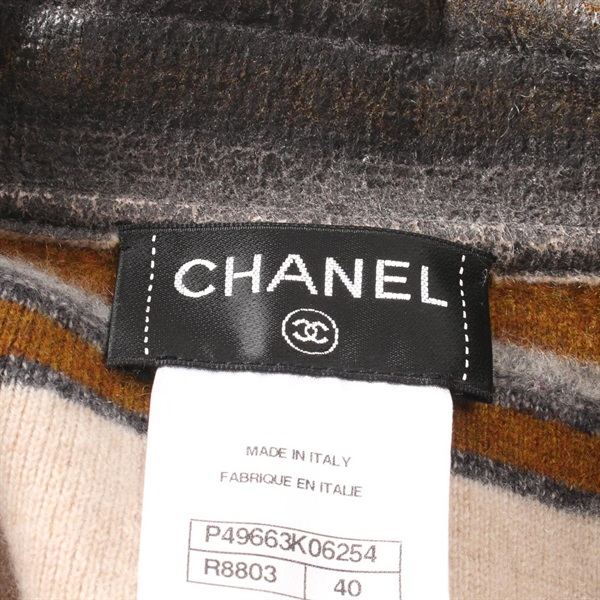 CHANEL
MADE IN ITALY
FABRIQUE EN ITALIE
P49663K06254
R8803 40